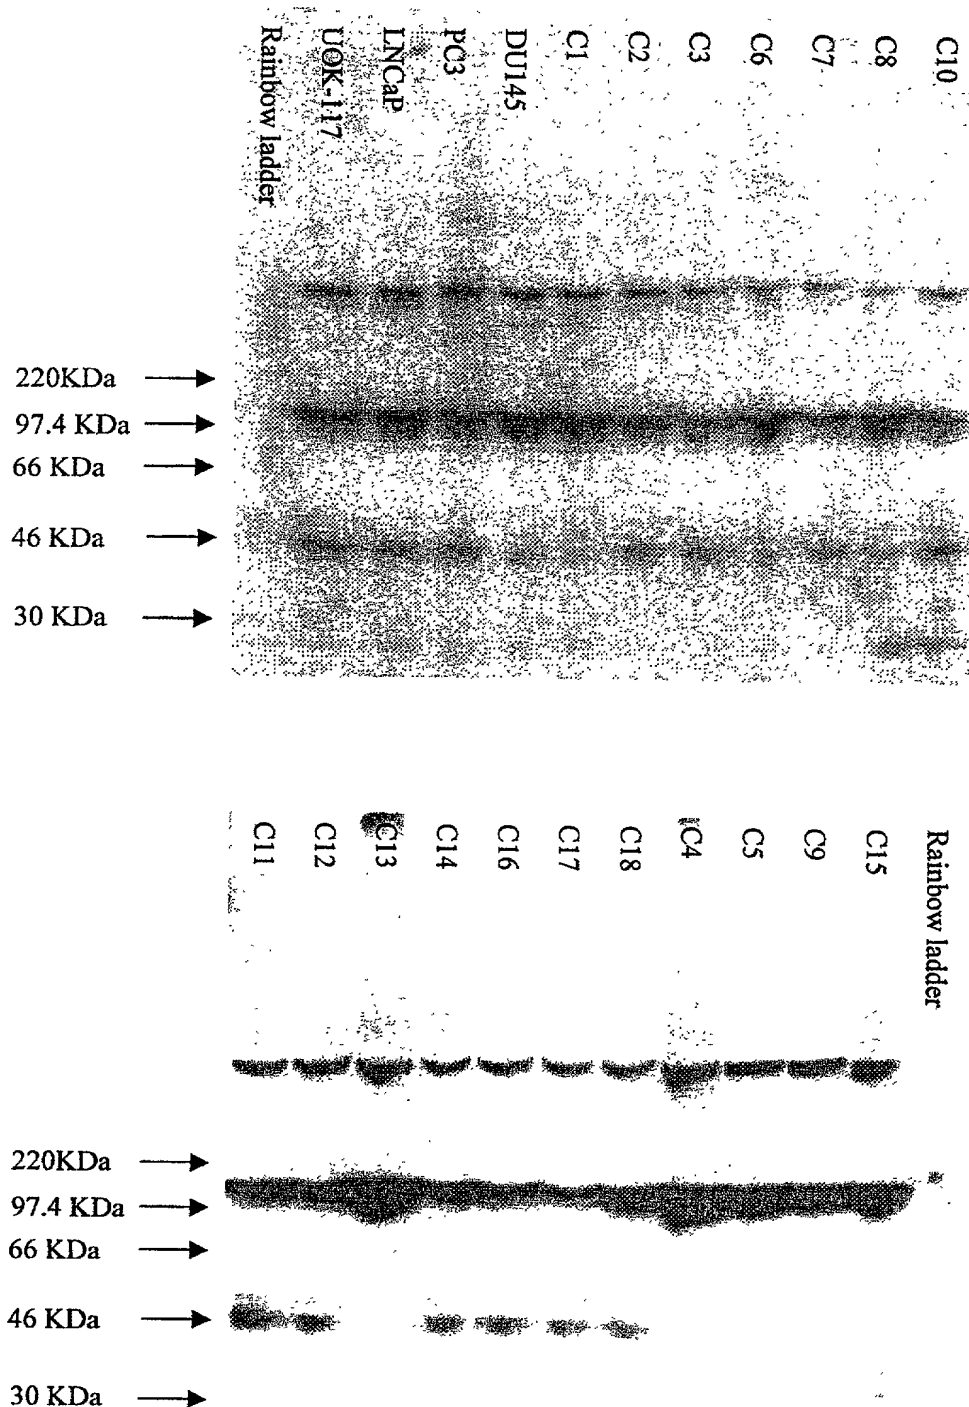 Rainbow ladder
UOK-117
LNCaP
PC3
DU145
C1
C2
C3
C6
C7
C8
C10
220KDa
97.4 KDa
66 KDa
46 KDa
30 KDa
C11
C12
C13
C14
C16
C17
C18
C4
C5
C9
C15
Rainbow ladder
220KDa
97.4 KDa
66 KDa
46 KDa
30 KDa